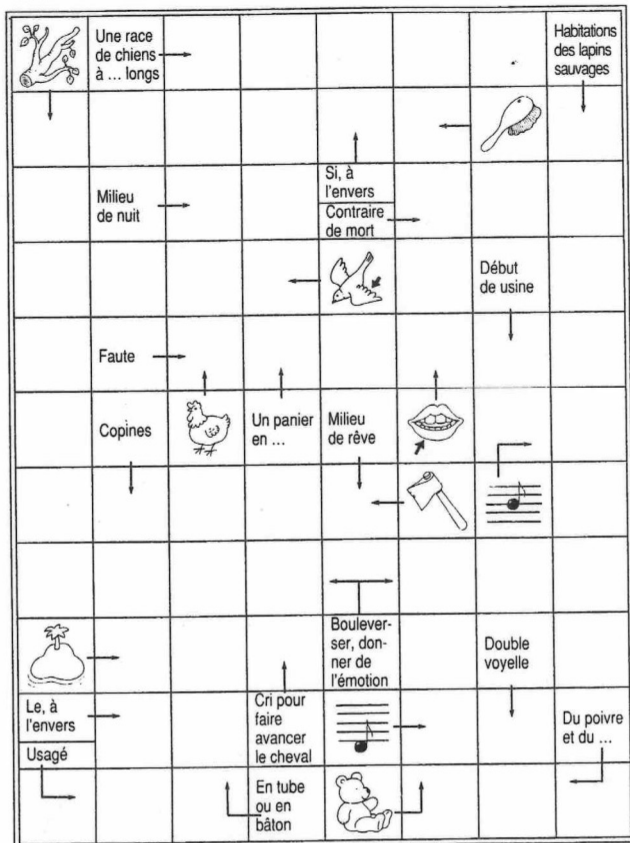 Une race
de chiens
à ... longs
Habitations
des lapins
sauvages
Si, à
l'envers
Milieu
de nuit
Contraire
de mort
Début
de usine
Faute
Copines
Un panier
en ...
Milieu
de rêve
Boulever-
ser, don-
ner de
l'émotion
Double
voyelle
Le, à
l'envers
Usagé
Cri pour
faire
avancer
le cheval
Du poivre
et du ...
En tube
ou en
bâton